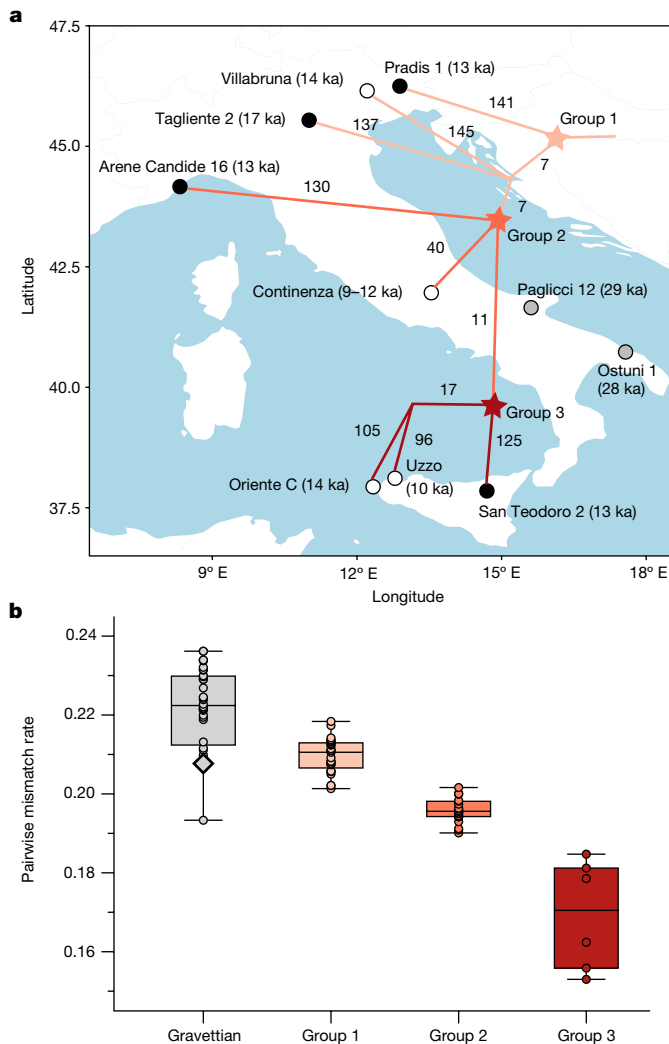 a
47.5
45.0
42.5
40.0
37.5
Latitude
9º E
12º E
15º E
18º E
Longitude
Pradis 1 (13 ka)
Villabruna (14 ka)
Tagliente 2 (17 ka)
Arene Candide 16 (13 ka)
141
Group 1
137
145
7
7
130
Group 2
40
Continenza (9–12 ka)
Paglicci 12 (29 ka)
11
Ostuni 1
(28 ka)
17
Group 3
105
96
125
Uzzo
(10 ka)
Oriente C (14 ka)
San Teodoro 2 (13 ka)
b
0.24
0.22
0.20
0.18
0.16
Pairwise mismatch rate
Gravettian
Group 1
Group 2
Group 3